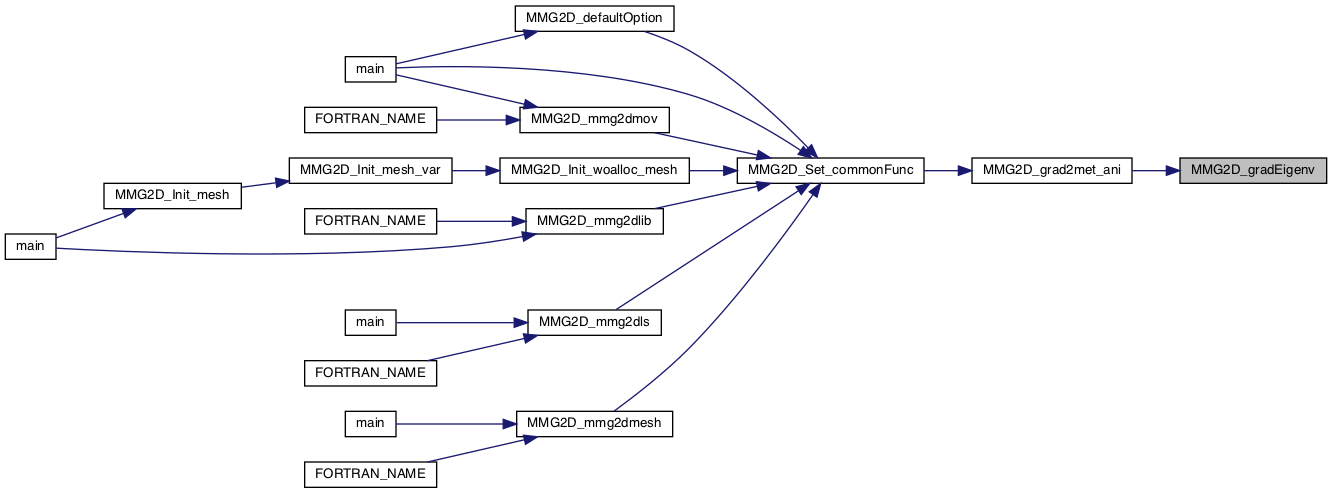 MMG2D_defaultOption
main
FORTRAN_NAME
MMG2D_mmg2dmov
MMG2D_Init_mesh_var
MMG2D_Init_woalloc_mesh
MMG2D_Set_commonFunc
MMG2D_grad2met_ani
MMG2D_gradEigenv
MMG2D_Init_mesh
FORTRAN_NAME
MMG2D_mmg2dlib
main
main
MMG2D_mmg2dls
FORTRAN_NAME
main
MMG2D_mmg2dmesh
FORTRAN_NAME